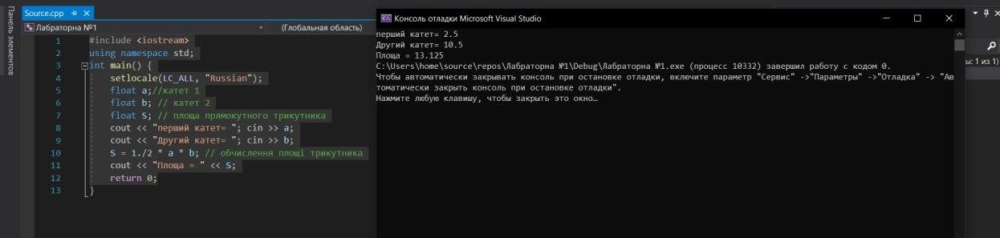 Панель элементов
Source.cpp
Лабраторна №1
(Глобальная область)
1 #include <iostream>
2 using namespace std;
3 int main() {
4 setlocale(LC_ALL, "Russian");
5 float a;//катет 1
6 float b; // катет 2
7 float S; // площа прямокутного трикутника
8 cout << "перший катет= "; cin >> a;
9 cout << "Другий катет= "; cin >> b;
10 S = 1./2 * a * b; // обчислення площі трикутника
11 cout << "Площа = " << S;
12 return 0;
13 }
Консоль отладки Microsoft Visual Studio
перший катет= 2.5
Другий катет= 10.5
Площа = 13.125
C:\Users\home\source\repos\Лабраторна №1\Debug\Лабраторна №1.exe (процесс 10332) завершил работу с кодом 0.
Чтобы автоматически закрывать консоль при остановке отладки, включите параметр "Сервис" ->"Параметры" ->"Отладка" -> "Ав
томатически закрыть консоль при остановке отладки".
Нажмите любую клавишу, чтобы закрыть это окно…
ы: 1 из 1)